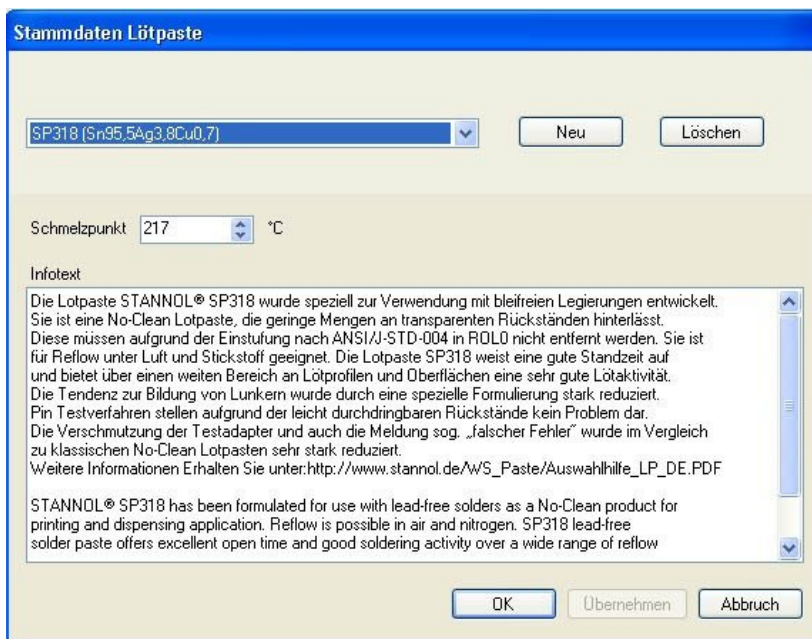 Stammdaten Lötpaste
SP318 (Sn95,5Ag3,8Cu0,7)
Neu
Löschen
Schmelzpunkt 217 °C
Infotext
Die Lotpaste STANNOL® SP318 wurde speziell zur Verwendung mit bleifreien Legierungen entwickelt.
Sie ist eine No-Clean Lotpaste, die geringe Mengen an transparenten Rückständen hinterlässt.
Diese müssen aufgrund der Einstufung nach ANSI/J-STD-004 in ROL0 nicht entfernt werden. Sie ist
für Reflow unter Luft und Stickstoff geeignet. Die Lotpaste SP318 weist eine gute Standzeit auf
und bietet über einen weiten Bereich an Lötprofilen und Oberflächen eine sehr gute Lötaktivität.
Die Tendenz zur Bildung von Lunkern wurde durch eine spezielle Formulierung stark reduziert.
Pin Testverfahren stellen aufgrund der leicht durchdringbaren Rückstände kein Problem dar.
Die Verschmutzung der Testadapter und auch die Meldung sog. „falscher Fehler" wurde im Vergleich
zu klassischen No-Clean Lotpasten sehr stark reduziert.
Weitere Informationen Erhalten Sie unter:http://www.stannol.de/WS_Paste/Auswahlhilfe_LP_DE.PDF
STANNOL® SP318 has been formulated for use with lead-free solders as a No-Clean product for
printing and dispensing application. Reflow is possible in air and nitrogen. SP318 lead-free
solder paste offers excellent open time and good soldering activity over a wide range of reflow
OK
Übernehmen
Abbruch